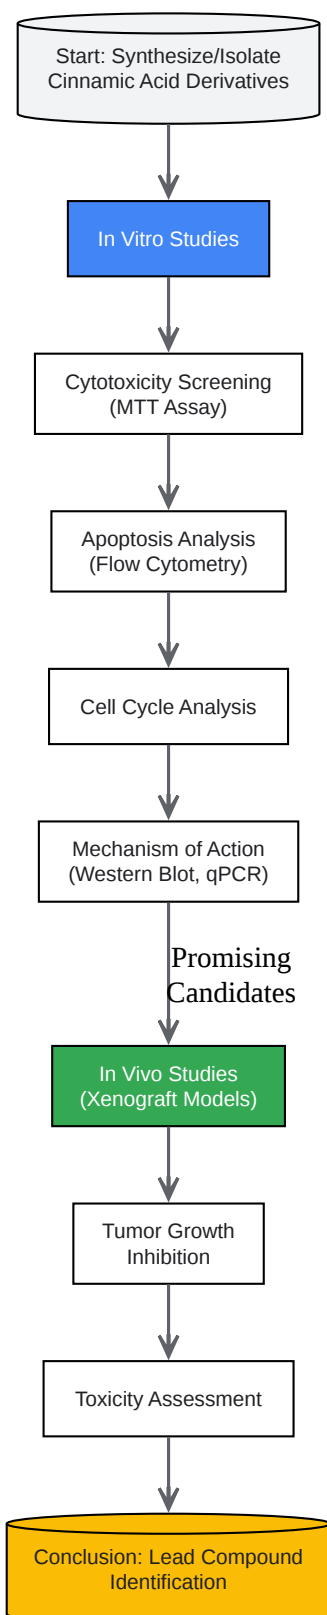 Start: Synthesize/Isolate
Cinnamic Acid Derivatives
In Vitro Studies
Cytotoxicity Screening
(MTT Assay)
Apoptosis Analysis
(Flow Cytometry)
Cell Cycle Analysis
Mechanism of Action
(Western Blot, qPCR)
Promising
Candidates
In Vivo Studies
(Xenograft Models)
Tumor Growth
Inhibition
Toxicity Assessment
Conclusion: Lead Compound
Identification